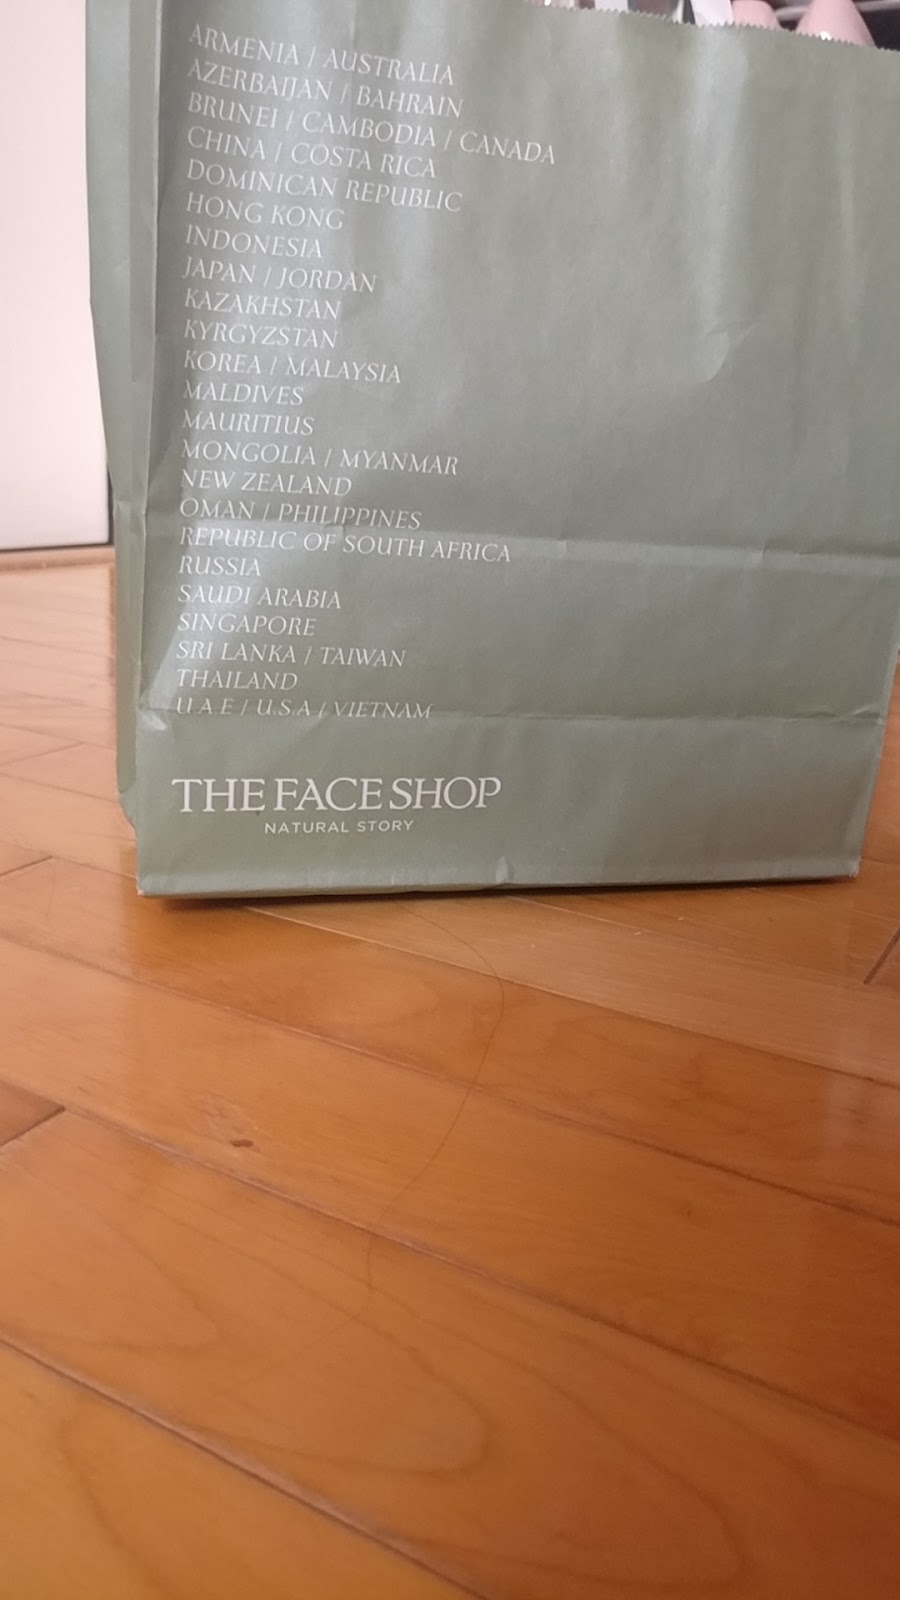 ARMENIA / AUSTRALIA
AZERBAIJAN / BAHRAIN
BRUNEI / CAMBODIA / CANADA
CHINA / COSTA RICA
DOMINICAN REPUBLIC
HONG KONG
INDONESIA
JAPAN / JORDAN
KAZAKHSTAN
KYRGYZSTAN
KOREA / MALAYSIA
MALDIVES
MAURITIUS
MONGOLIA / MYANMAR
NEW ZEALAND
OMAN / PHILIPPINES
REPUBLIC OF SOUTH AFRICA
RUSSIA
SAUDI ARABIA
SINGAPORE
SRI LANKA / TAIWAN
THAILAND
U.A.E / U.S.A / VIETNAM
THE FACE SHOP
NATURAL STORY